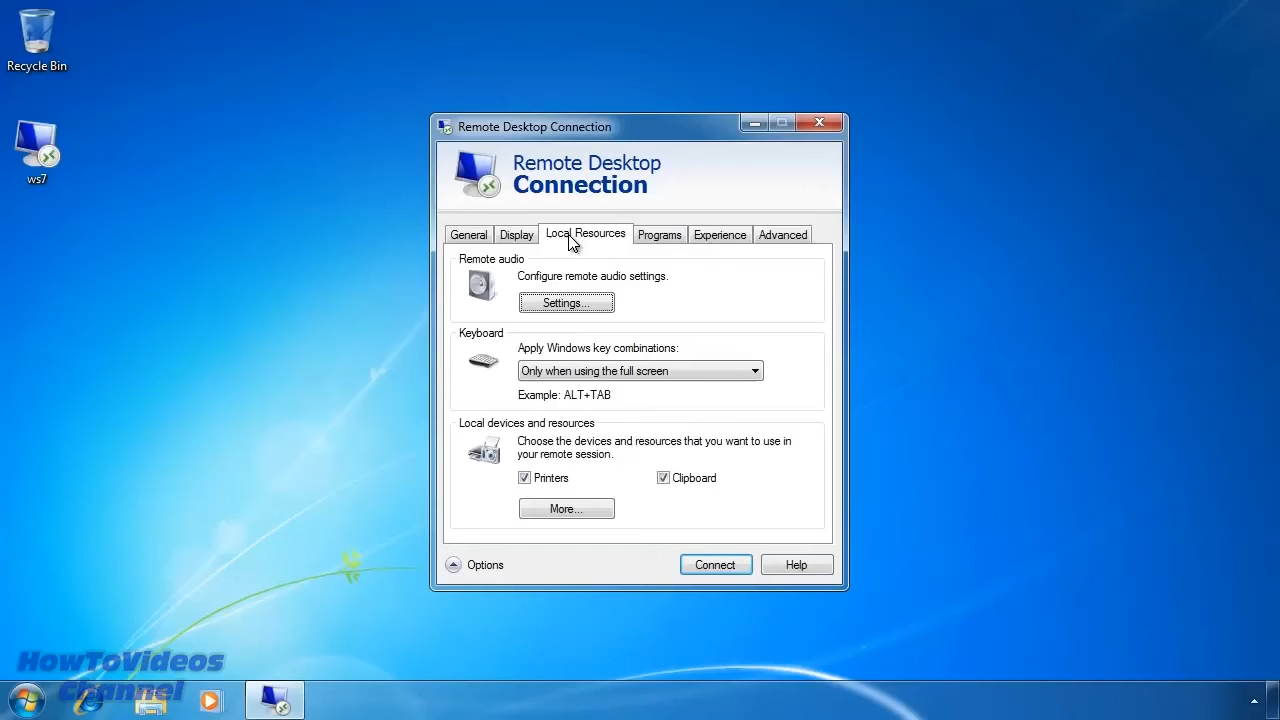 Recycle Bin
ws7
Remote Desktop Connection
Remote Desktop
Connection
General Display Local Resources Programs Experience Advanced
Remote audio
Configure remote audio settings.
Settings...
Keyboard
Apply Windows key combinations:
Only when using the full screen
Example: ALT+TAB
Local devices and resources
Choose the devices and resources that you want to use in
your remote session.
Printers Clipboard
More...
Options Connect Help
HowToVideos
Channel